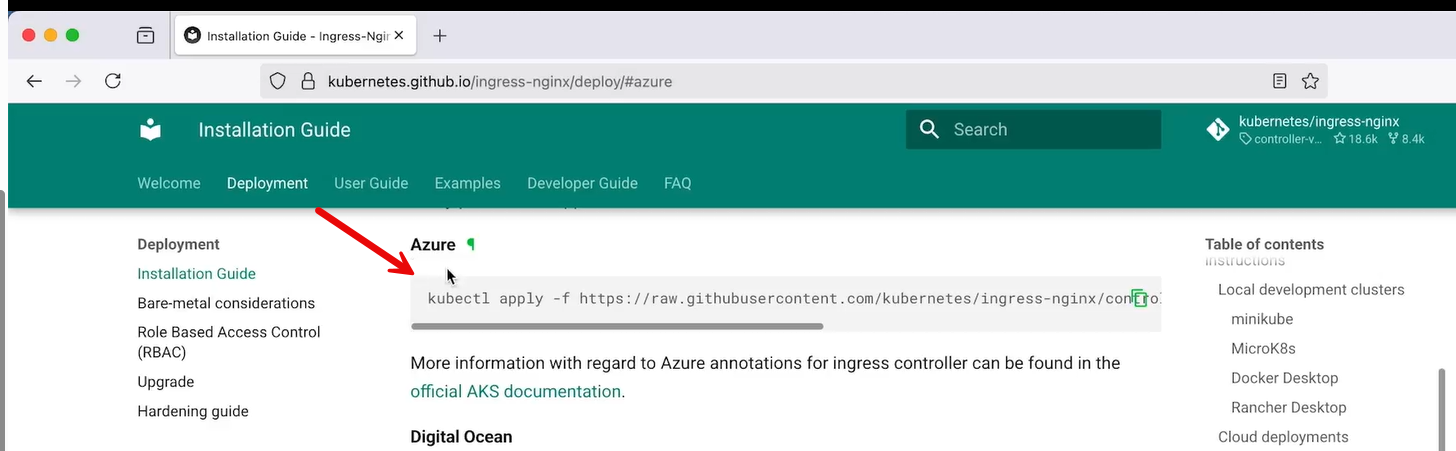 Installation Guide - Ingress-Ngi
kubernetes.github.io/ingress-nginx/deploy/#azure
Installation Guide
Search
kubernetes/ingress-nginx
controller-v... 18.6k 8.4k
Welcome Deployment User Guide Examples Developer Guide FAQ
Deployment
Installation Guide
Bare-metal considerations
Role Based Access Control
(RBAC)
Upgrade
Hardening guide
Azure ¶
kubectl apply -f https://raw.githubusercontent.com/kubernetes/ingress-nginx/contro
More information with regard to Azure annotations for ingress controller can be found in the
official AKS documentation.
Digital Ocean
Table of contents
instructions
Local development clusters
minikube
MicroK8s
Docker Desktop
Rancher Desktop
Cloud deployments